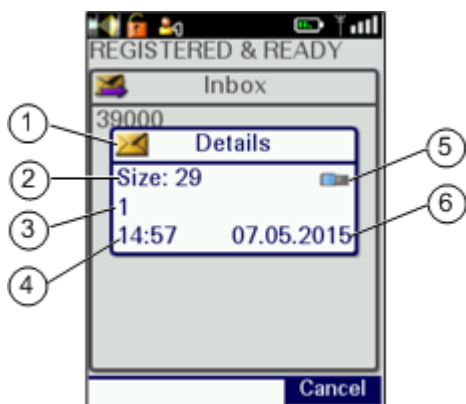 REGISTERED & READY
Inbox
39000
Details
Size: 29
1
14:57 07.05.2015
Cancel
1
2
3
4
5
6